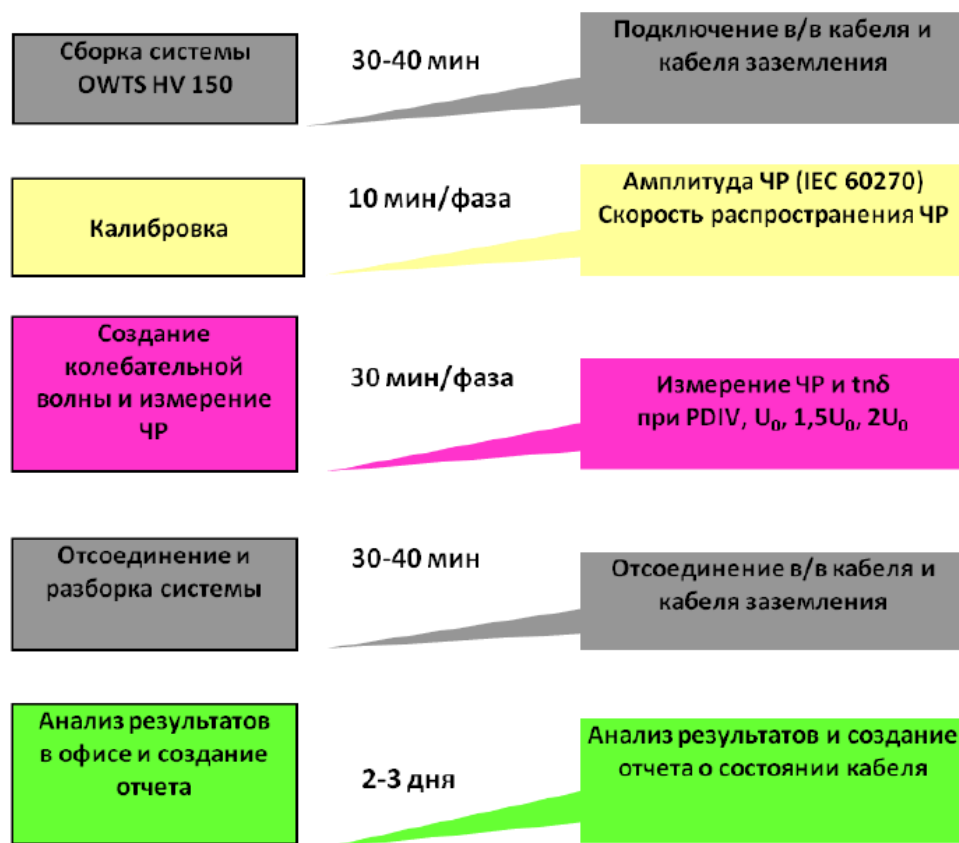 Сборка системы
OWTS HV 150
30-40 мин
Подключение в/в кабеля и
кабеля заземления
Калибровка
10 мин/фаза
Амплитуда ЧР (IEC 60270)
Скорость распространения ЧР
Создание
колебательной
волны и измерение
ЧР
30 мин/фаза
Измерение ЧР и tnδ
при PDIV, U₀, 1,5U₀, 2U₀
Отсоединение и
разборка системы
30-40 мин
Отсоединение в/в кабеля и
кабеля заземления
Анализ результатов
в офисе и создание
отчета
2-3 дня
Анализ результатов и создание
отчета о состоянии кабеля